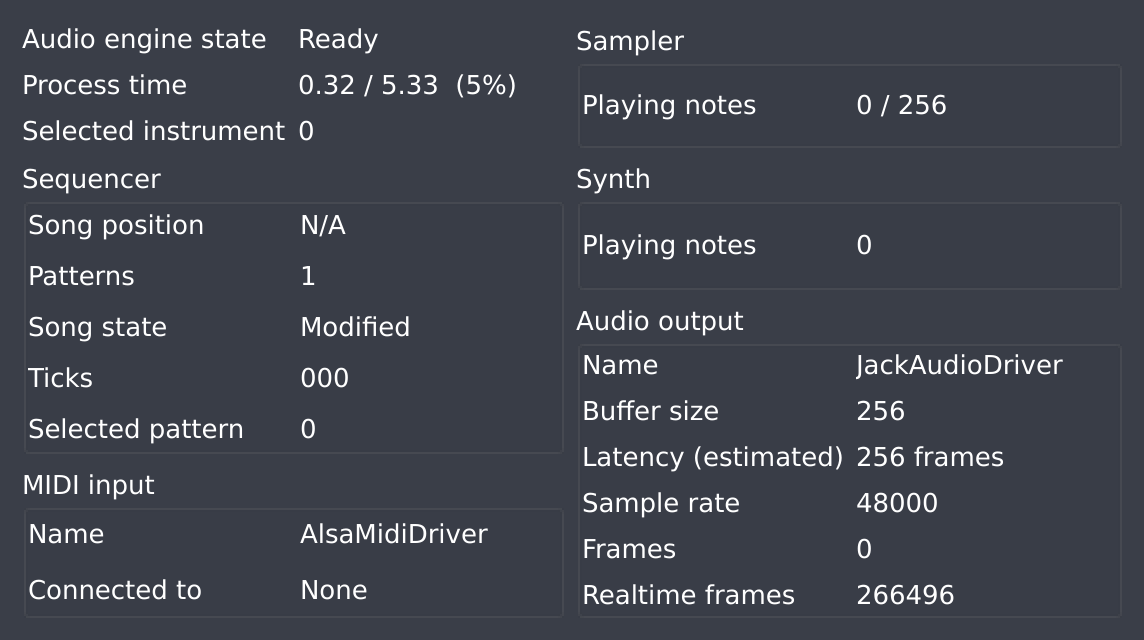 Audio engine state Ready
Process time 0.32 / 5.33 (5%)
Selected instrument 0
Sequencer
Song position N/A
Patterns 1
Song state Modified
Ticks 000
Selected pattern 0
MIDI input
Name AlsaMidiDriver
Connected to None
Sampler
Playing notes 0 / 256
Synth
Playing notes 0
Audio output
Name JackAudioDriver
Buffer size 256
Latency (estimated) 256 frames
Sample rate 48000
Frames 0
Realtime frames 266496